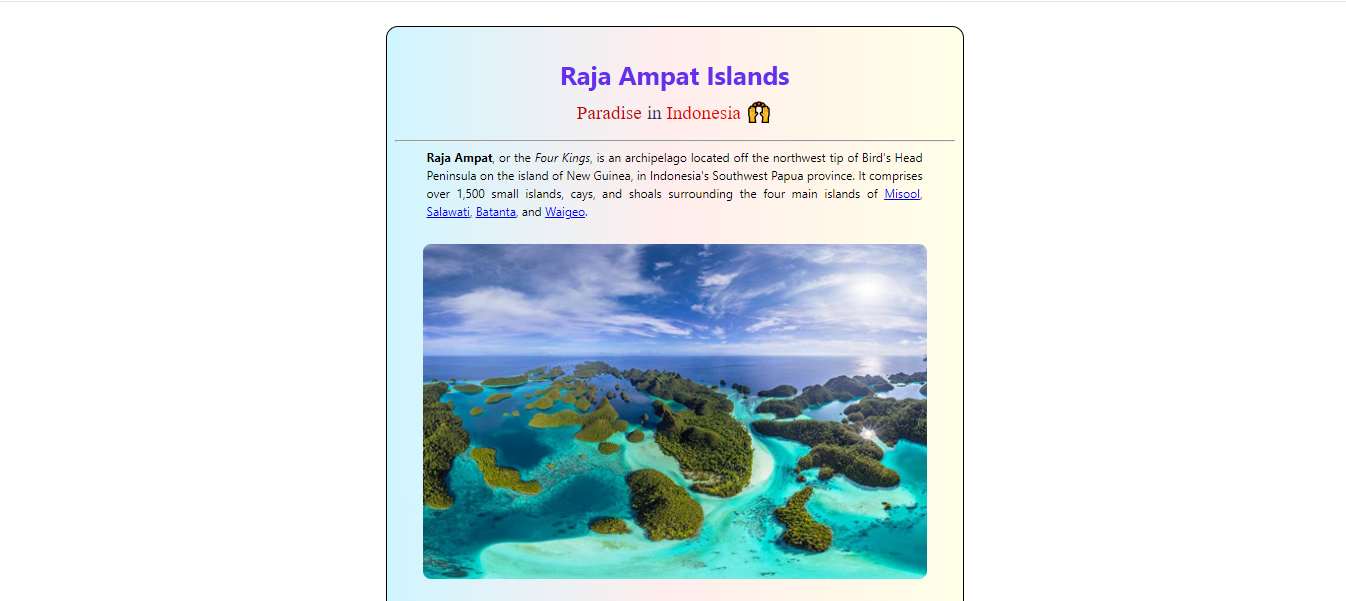 Raja Ampat Islands
Paradise in Indonesia 🙌
Raja Ampat, or the Four Kings, is an archipelago located off the northwest tip of Bird's Head
Peninsula on the island of New Guinea, in Indonesia's Southwest Papua province. It comprises
over 1,500 small islands, cays, and shoals surrounding the four main islands of Misool,
Salawati, Batanta, and Waigeo.